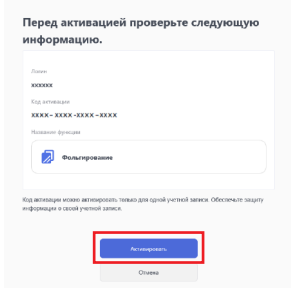 Перед активацией проверьте следующую
информацию.
Логин
xxxxxx
Код активации
XXXX- XXXX -XXXX -XXXX
Название функции
Фольгирование
Код активации можно активировать только для одной учетной записи. Обеспечьте защиту
информации о своей учетной записи.
Активировать
Отмена